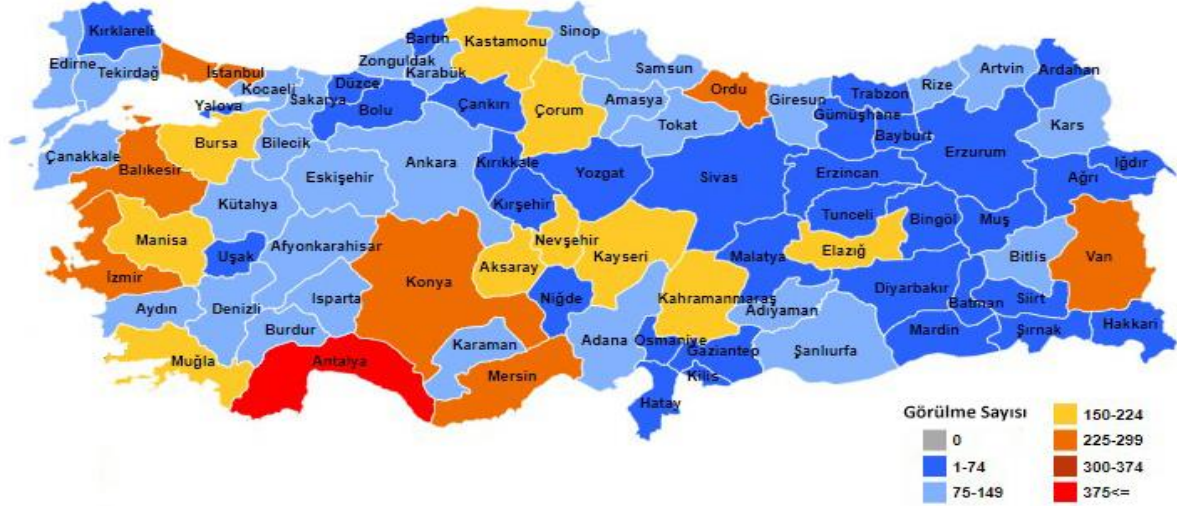 Kırklareli
Edirne
Tekirdağ
İstanbul
Kocaeli
Yalova
Sakarya
Düzce
Bolu
Zonguldak
Bartın
Karabük
Kastamonu
Sinop
Çankırı
Çorum
Samsun
Amasya
Tokat
Ordu
Giresun
Trabzon
Gümüşhane
Bayburt
Rize
Artvin
Ardahan
Kars
Erzurum
Iğdır
Ağrı
Çanakkale
Balıkesir
Bursa
Bilecik
Eskişehir
Ankara
Kırıkkale
Kırşehir
Yozgat
Sivas
Erzincan
Tunceli
Bingöl
Muş
Bitlis
Van
Kütahya
Manisa
Uşak
Afyonkarahisar
İzmir
Aydın
Denizli
Isparta
Burdur
Muğla
Antalya
Konya
Karaman
Mersin
Aksaray
Nevşehir
Niğde
Kayseri
Adana
Kahramanmaraş
Malatya
Elazığ
Adıyaman
Osmaniye
Gaziantep
Kilis
Hatay
Şanlıurfa
Diyarbakır
Mardin
Batman
Siirt
Şırnak
Hakkari
Görülme Sayısı
0
1-74
75-149
150-224
225-299
300-374
375<=